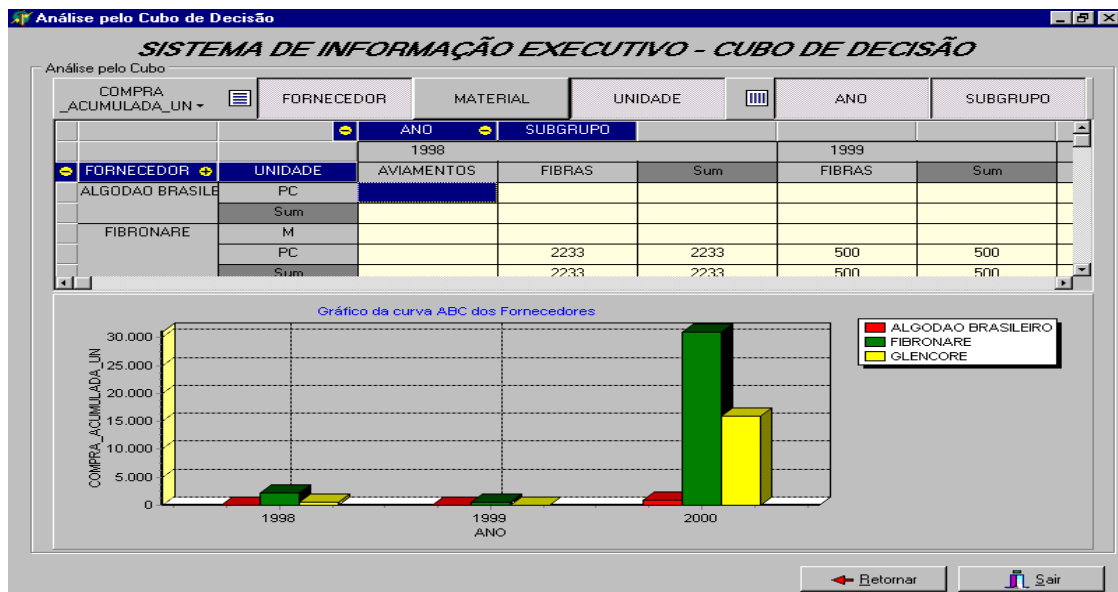 Análise pelo Cubo de Decisão
SISTEMA DE INFORMAÇÃO EXECUTIVO - CUBO DE DECISÃO
Análise pelo Cubo
COMPRA
_ACUMULADA_UN
FORNECEDOR
MATERIAL
UNIDADE
ANO
SUBGRUPO
ANO
SUBGRUPO
1998 1999
FORNECEDOR UNIDADE AVIAMENTOS FIBRAS Sum FIBRAS Sum
ALGODAO BRASILE PC
Sum
FIBRONARE M
PC 2233 2233 500 500
Sum 2233 2233 500 500
Gráfico da curva ABC dos Fornecedores
ALGODAO BRASILEIRO
FIBRONARE
GLENCORE
COMPRA_ACUMULADA_UN
30.000
25.000
20.000
15.000
10.000
5.000
0
1998 1999 2000
ANO
Retornar
Sair